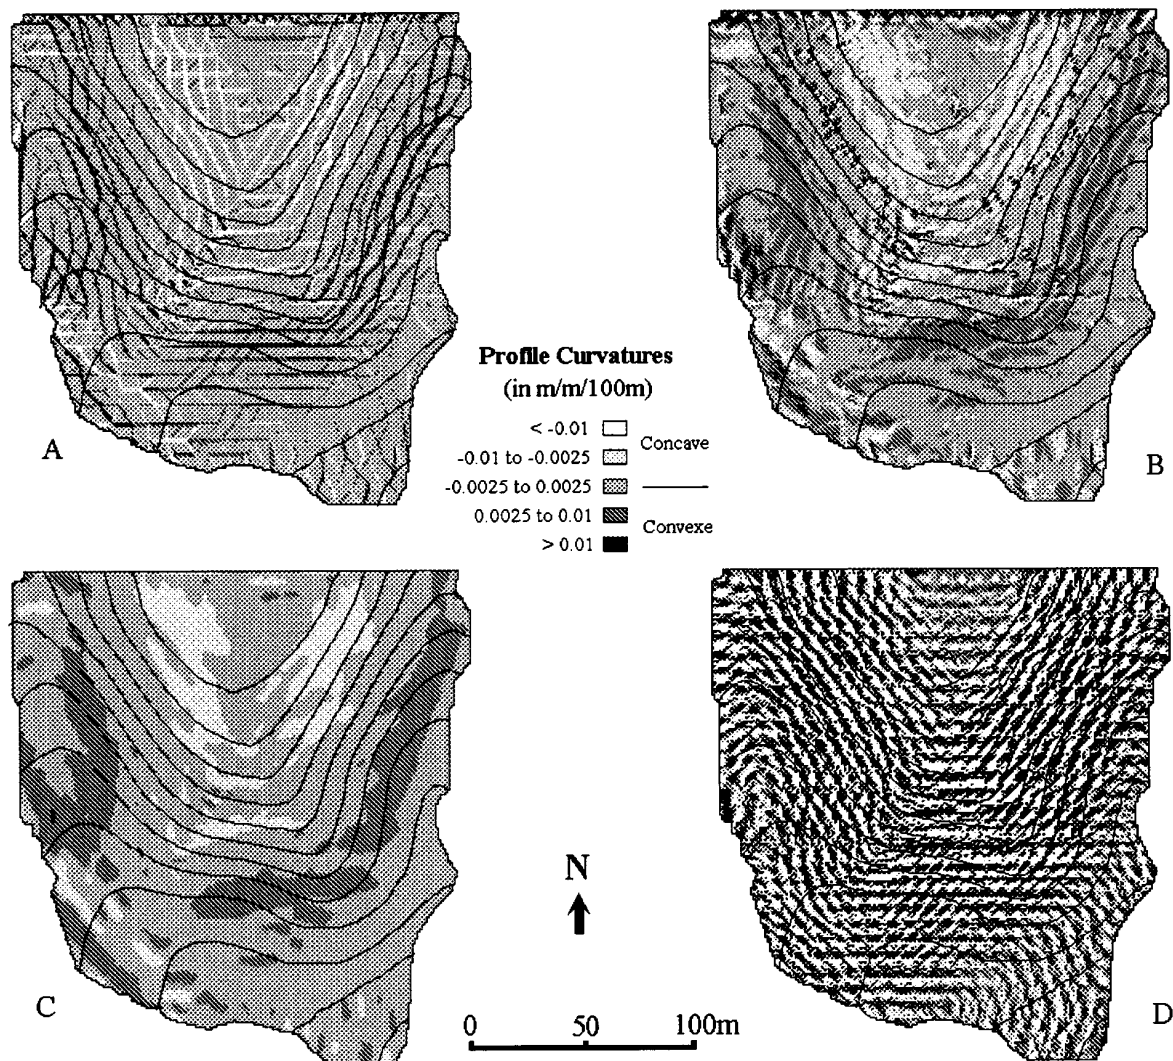 Profile Curvatures
(in m/m/100m)
< -0.01
Concave
-0.01 to -0.0025
-0.0025 to 0.0025
0.0025 to 0.01
Convexe
> 0.01
A
B
N
C
D
0 50 100m